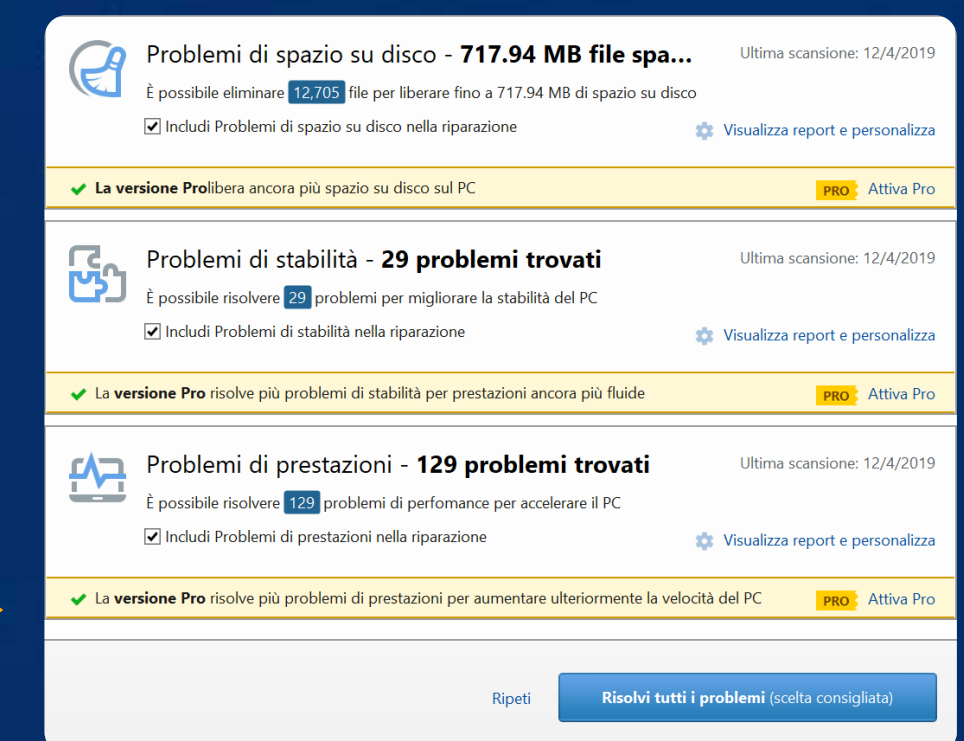 Problemi di spazio su disco - 717.94 MB file spa...
Ultima scansione: 12/4/2019
È possibile eliminare 12,705 file per liberare fino a 717.94 MB di spazio su disco
Includi Problemi di spazio su disco nella riparazione
Visualizza report e personalizza
La versione Prolibera ancora più spazio su disco sul PC
PRO Attiva Pro
Problemi di stabilità - 29 problemi trovati
Ultima scansione: 12/4/2019
È possibile risolvere 29 problemi per migliorare la stabilità del PC
Includi Problemi di stabilità nella riparazione
Visualizza report e personalizza
La versione Pro risolve più problemi di stabilità per prestazioni ancora più fluide
PRO Attiva Pro
Problemi di prestazioni - 129 problemi trovati
Ultima scansione: 12/4/2019
È possibile risolvere 129 problemi di perfomance per accelerare il PC
Includi Problemi di prestazioni nella riparazione
Visualizza report e personalizza
La versione Pro risolve più problemi di prestazioni per aumentare ulteriormente la velocità del PC
PRO Attiva Pro
Ripeti
Risolvi tutti i problemi (scelta consigliata)